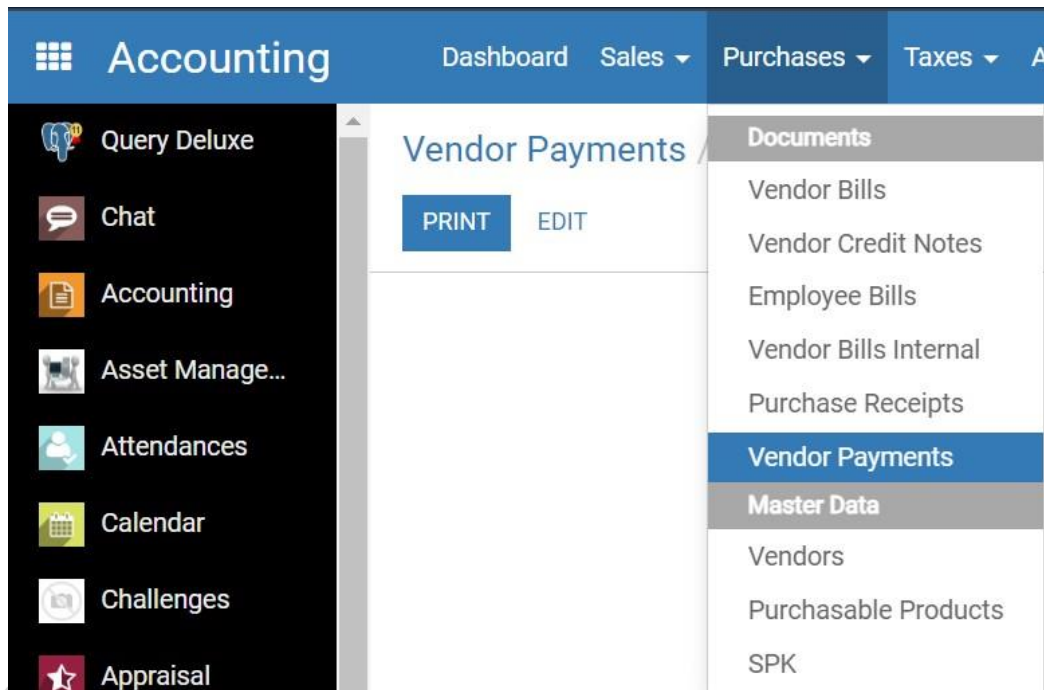 Accounting
Dashboard
Sales
Purchases
Taxes
A
Query Deluxe
Chat
Accounting
Asset Manage...
Attendances
Calendar
Challenges
Appraisal
Vendor Payments /
PRINT
EDIT
Documents
Vendor Bills
Vendor Credit Notes
Employee Bills
Vendor Bills Internal
Purchase Receipts
Vendor Payments
Master Data
Vendors
Purchasable Products
SPK